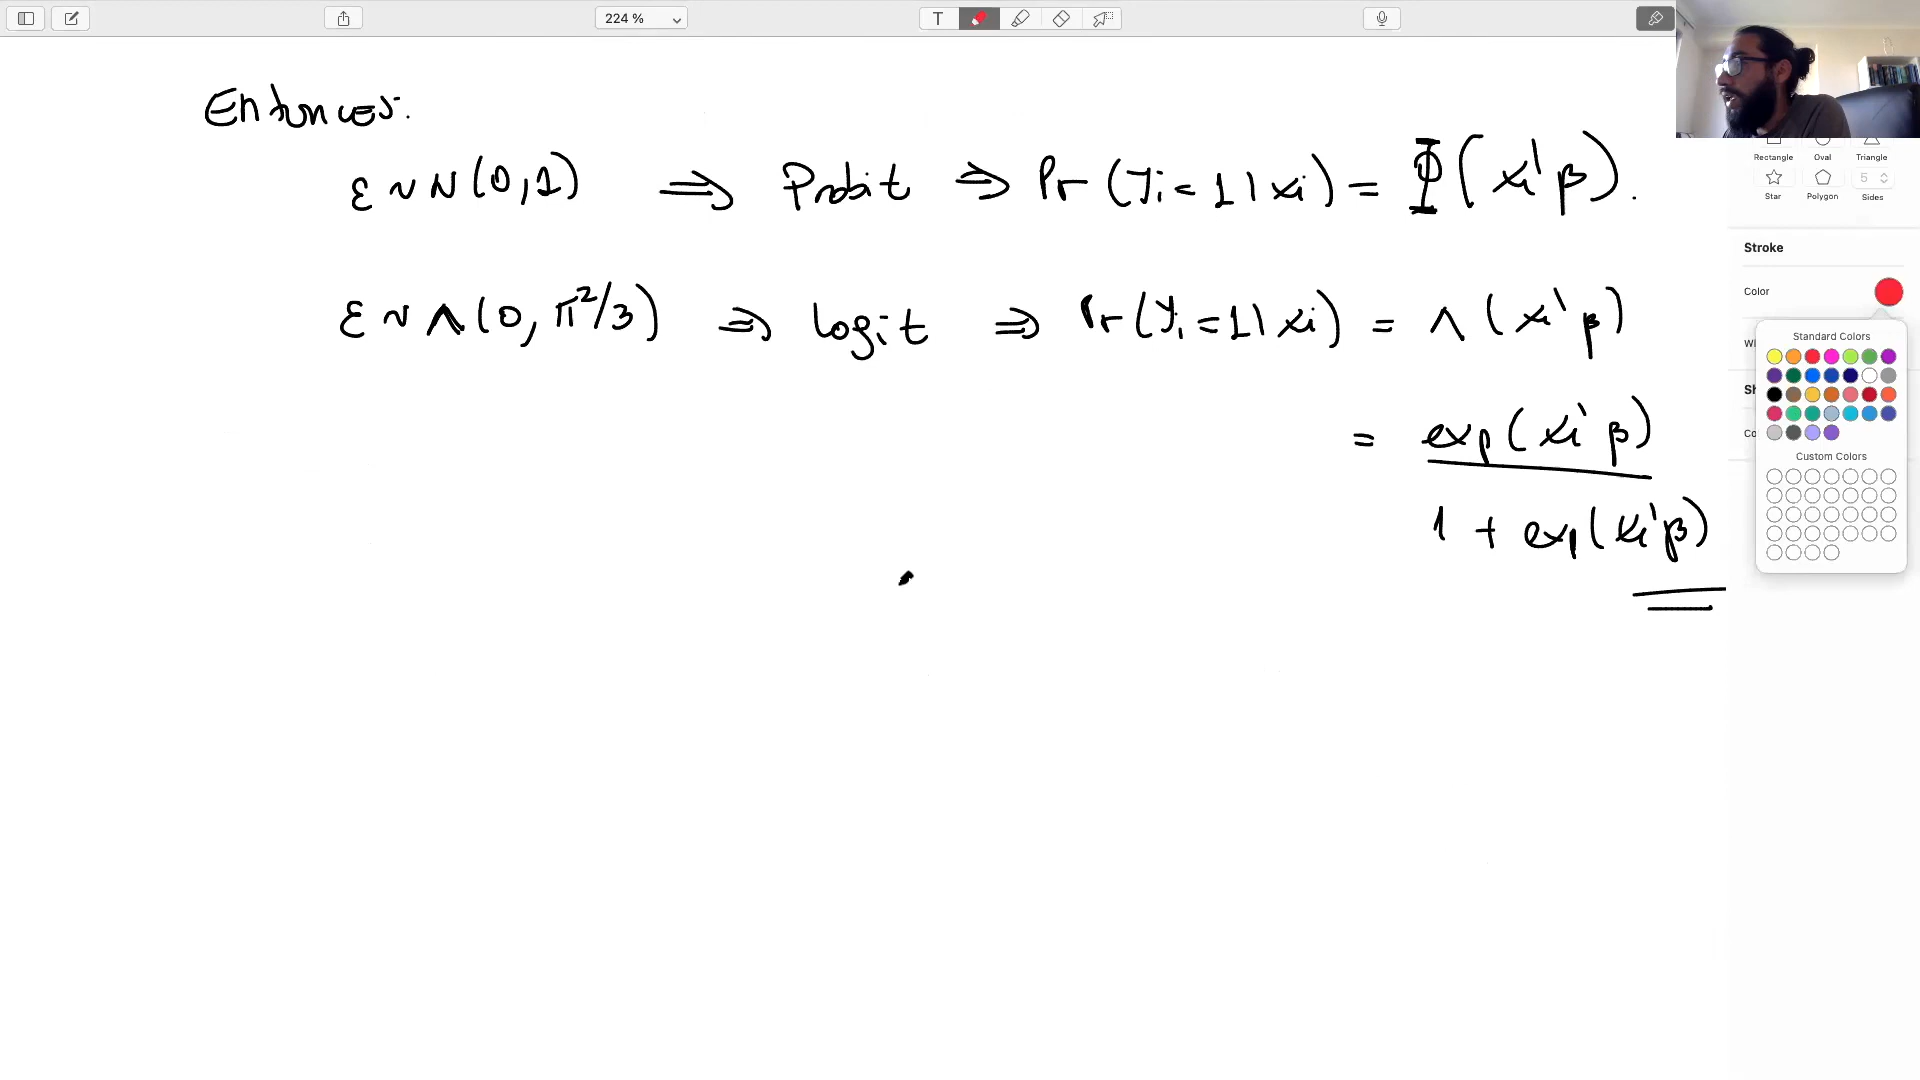 224 %
T
Entonces:
ε ~ N(0,1) ⇒ Probit ⇒ Pr(yi = 1 | xi) = Φ(xi'β).
ε ~ Λ(0, π²/3) ⇒ logit ⇒ Pr(yi = 1 | xi) = Λ(xi'β)
= exp(xi'β)
1 + exp(xi'β)
Rectangle Oval Triangle
5
Star Polygon Sides
Stroke
Color
Standard Colors
Custom Colors